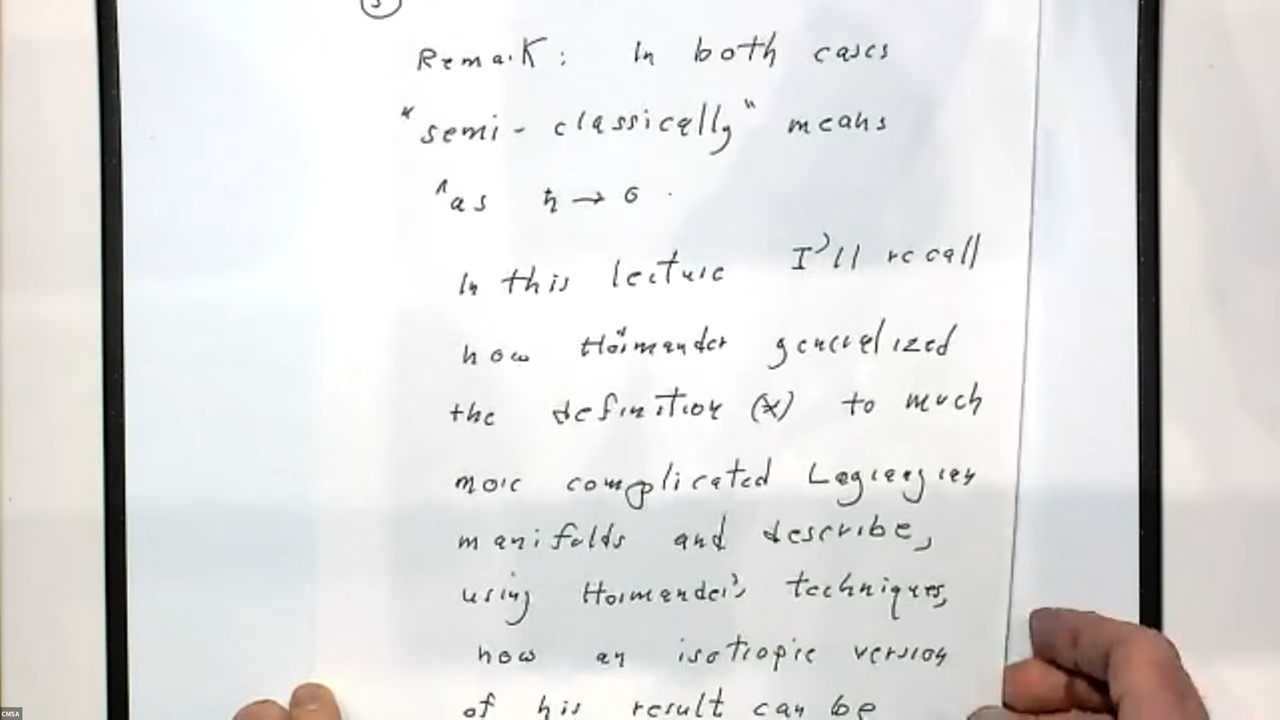 Remark: In both cases
"semi-classically" means
"as ħ → 0
In this lecture I'll recall
how Hörmander generalized
the definition (*) to much
more complicated Lagrangian
manifolds and describe,
using Hormander's techniques,
how an isotropic version
of his result can be
CMSA